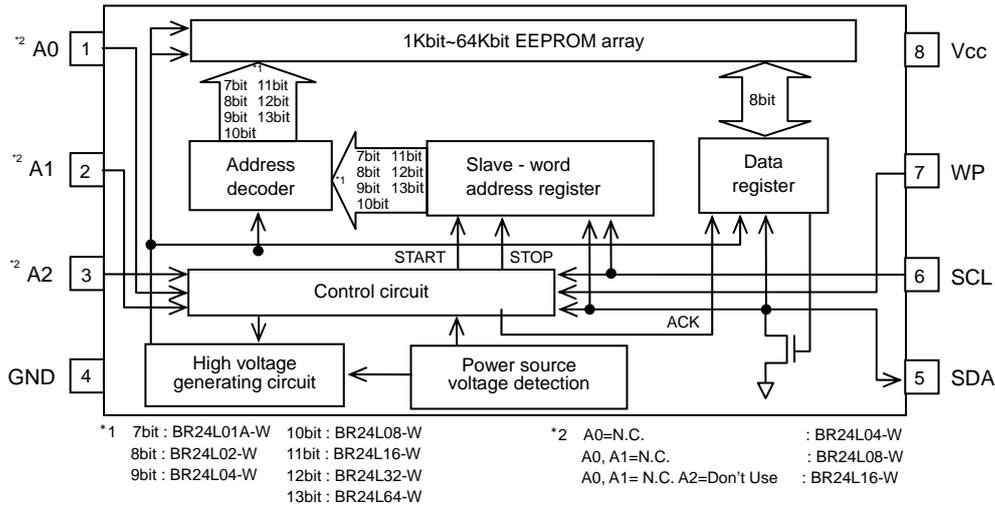 1Kbit~64Kbit EEPROM array
*2 A0 1
8 Vcc
*1
7bit 11bit
8bit 12bit
9bit 13bit
10bit
8bit
*2 A1 2
Address
decoder
*1
7bit 11bit
8bit 12bit
9bit 13bit
10bit
Slave - word
address register
Data
register
7 WP
START
STOP
*2 A2 3
Control circuit
6 SCL
ACK
GND 4
High voltage
generating circuit
Power source
voltage detection
5 SDA
*1 7bit : BR24L01A-W 10bit : BR24L08-W
8bit : BR24L02-W 11bit : BR24L16-W
9bit : BR24L04-W 12bit : BR24L32-W
13bit : BR24L64-W
*2 A0=N.C. : BR24L04-W
A0, A1=N.C. : BR24L08-W
A0, A1= N.C. A2=Don't Use : BR24L16-W